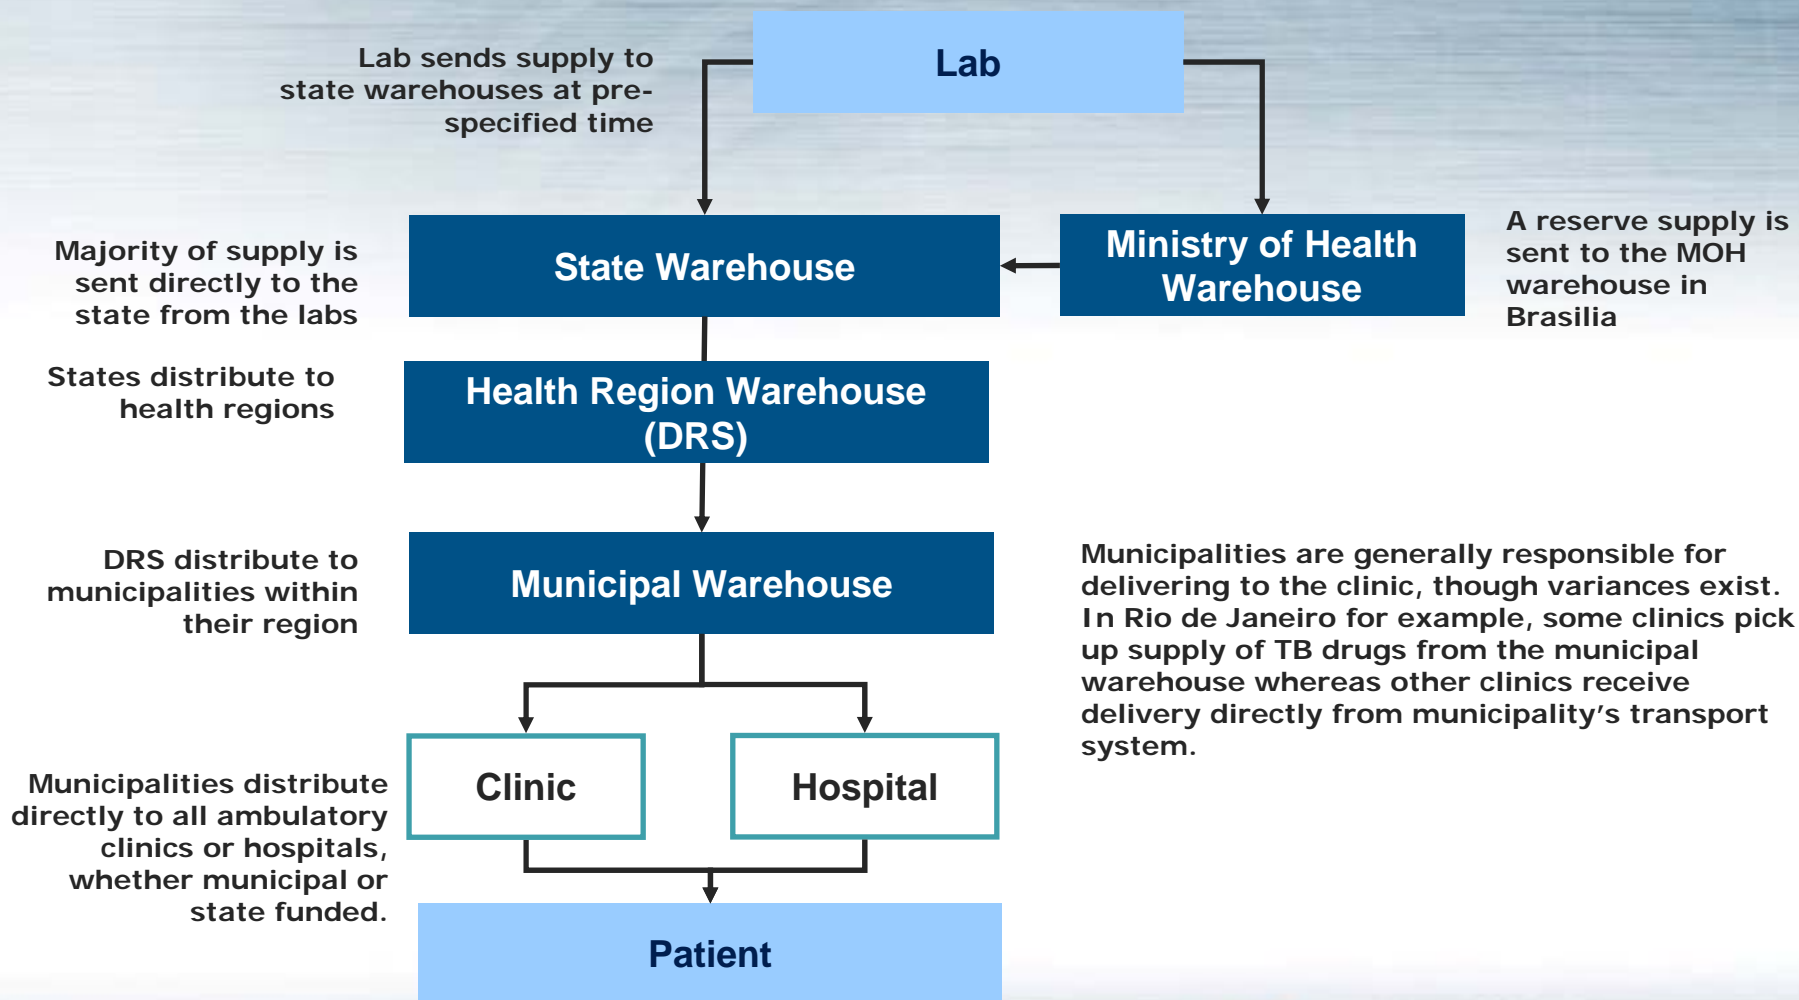 Lab
Lab sends supply to
state warehouses at pre-
specified time
State Warehouse
Ministry of Health
Warehouse
A reserve supply is
sent to the MOH
warehouse in
Brasilia
Majority of supply is
sent directly to the
state from the labs
States distribute to
health regions
Health Region Warehouse
(DRS)
DRS distribute to
municipalities within
their region
Municipal Warehouse
Municipalities are generally responsible for
delivering to the clinic, though variances exist.
In Rio de Janeiro for example, some clinics pick
up supply of TB drugs from the municipal
warehouse whereas other clinics receive
delivery directly from municipality’s transport
system.
Clinic
Hospital
Municipalities distribute
directly to all ambulatory
clinics or hospitals,
whether municipal or
state funded.
Patient